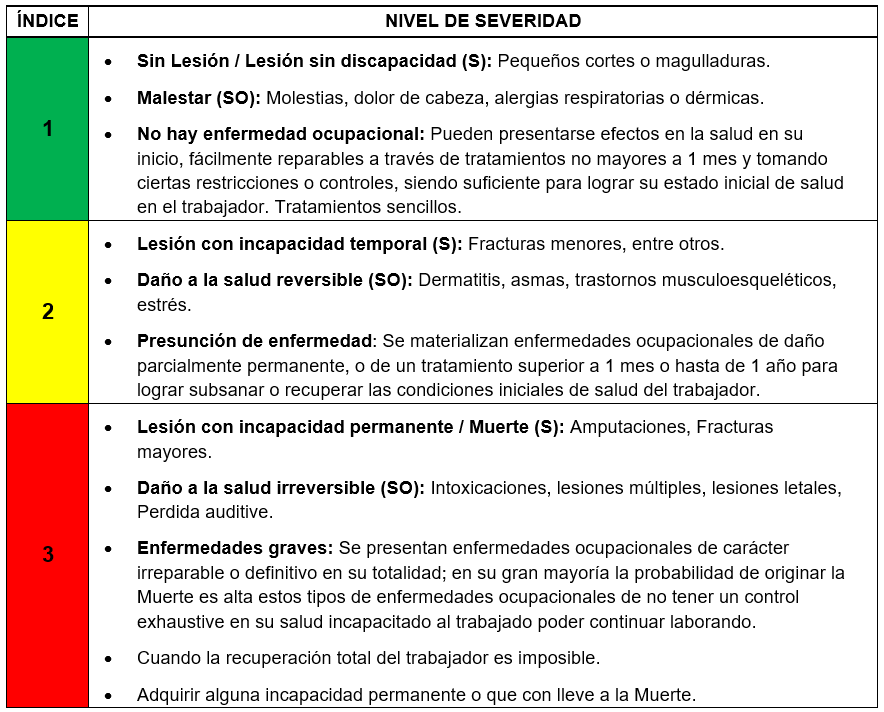 ÍNDICE NIVEL DE SEVERIDAD
1
• Sin Lesión / Lesión sin discapacidad (S): Pequeños cortes o magulladuras.
• Malestar (SO): Molestias, dolor de cabeza, alergias respiratorias o dérmicas.
• No hay enfermedad ocupacional: Pueden presentarse efectos en la salud en su
inicio, fácilmente reparables a través de tratamientos no mayores a 1 mes y tomando
ciertas restricciones o controles, siendo suficiente para lograr su estado inicial de salud
en el trabajador. Tratamientos sencillos.
2
• Lesión con incapacidad temporal (S): Fracturas menores, entre otros.
• Daño a la salud reversible (SO): Dermatitis, asmas, trastornos musculoesqueléticos,
estrés.
• Presunción de enfermedad: Se materializan enfermedades ocupacionales de daño
parcialmente permanente, o de un tratamiento superior a 1 mes o hasta de 1 año para
lograr subsanar o recuperar las condiciones iniciales de salud del trabajador.
3
• Lesión con incapacidad permanente / Muerte (S): Amputaciones, Fracturas
mayores.
• Daño a la salud irreversible (SO): Intoxicaciones, lesiones múltiples, lesiones letales,
Perdida auditive.
• Enfermedades graves: Se presentan enfermedades ocupacionales de carácter
irreparable o definitivo en su totalidad; en su gran mayoría la probabilidad de originar la
Muerte es alta estos tipos de enfermedades ocupacionales de no tener un control
exhaustive en su salud incapacitado al trabajado poder continuar laborando.
• Cuando la recuperación total del trabajador es imposible.
• Adquirir alguna incapacidad permanente o que con lleve a la Muerte.